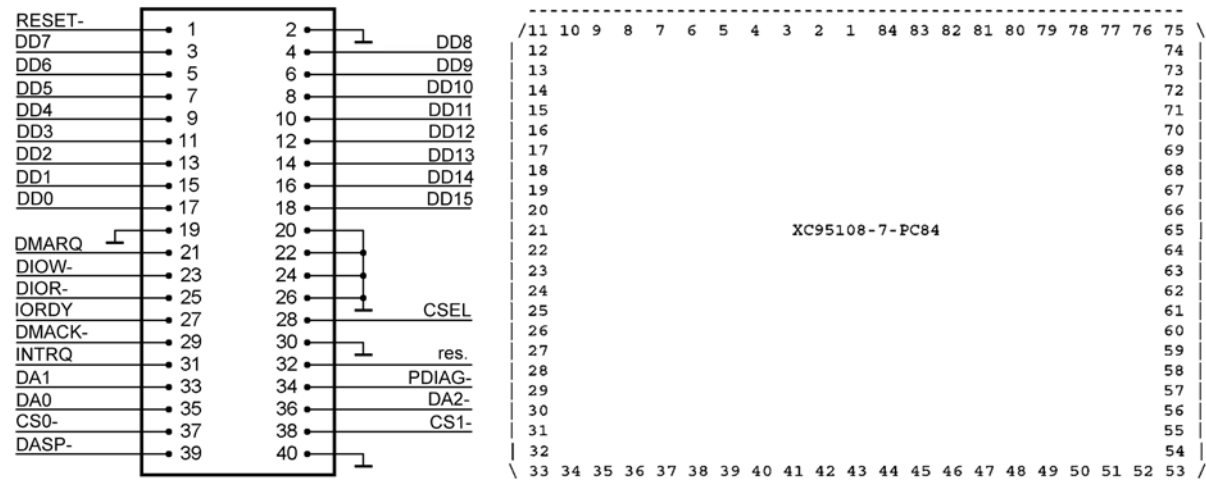 RESET- 1 2
DD7 3 4 DD8
DD6 5 6 DD9
DD5 7 8 DD10
DD4 9 10 DD11
DD3 11 12 DD12
DD2 13 14 DD13
DD1 15 16 DD14
DD0 17 18 DD15
19 20
DMARQ 21 22
DIOW- 23 24
DIOR- 25 26
IORDY 27 28 CSEL
DMACK- 29 30
INTRQ 31 32 res.
DA1 33 34 PDIAG-
DA0 35 36 DA2-
CS0- 37 38 CS1-
DASP- 39 40
-----------------------------------------------
/11 10 9 8 7 6 5 4 3 2 1 84 83 82 81 80 79 78 77 76 75 \
| 12 74 |
| 13 73 |
| 14 72 |
| 15 71 |
| 16 70 |
| 17 69 |
| 18 68 |
| 19 67 |
| 20 66 |
| 21 XC95108-7-PC84 65 |
| 22 64 |
| 23 63 |
| 24 62 |
| 25 61 |
| 26 60 |
| 27 59 |
| 28 58 |
| 29 57 |
| 30 56 |
| 31 55 |
| 32 54 |
\ 33 34 35 36 37 38 39 40 41 42 43 44 45 46 47 48 49 50 51 52 53 /